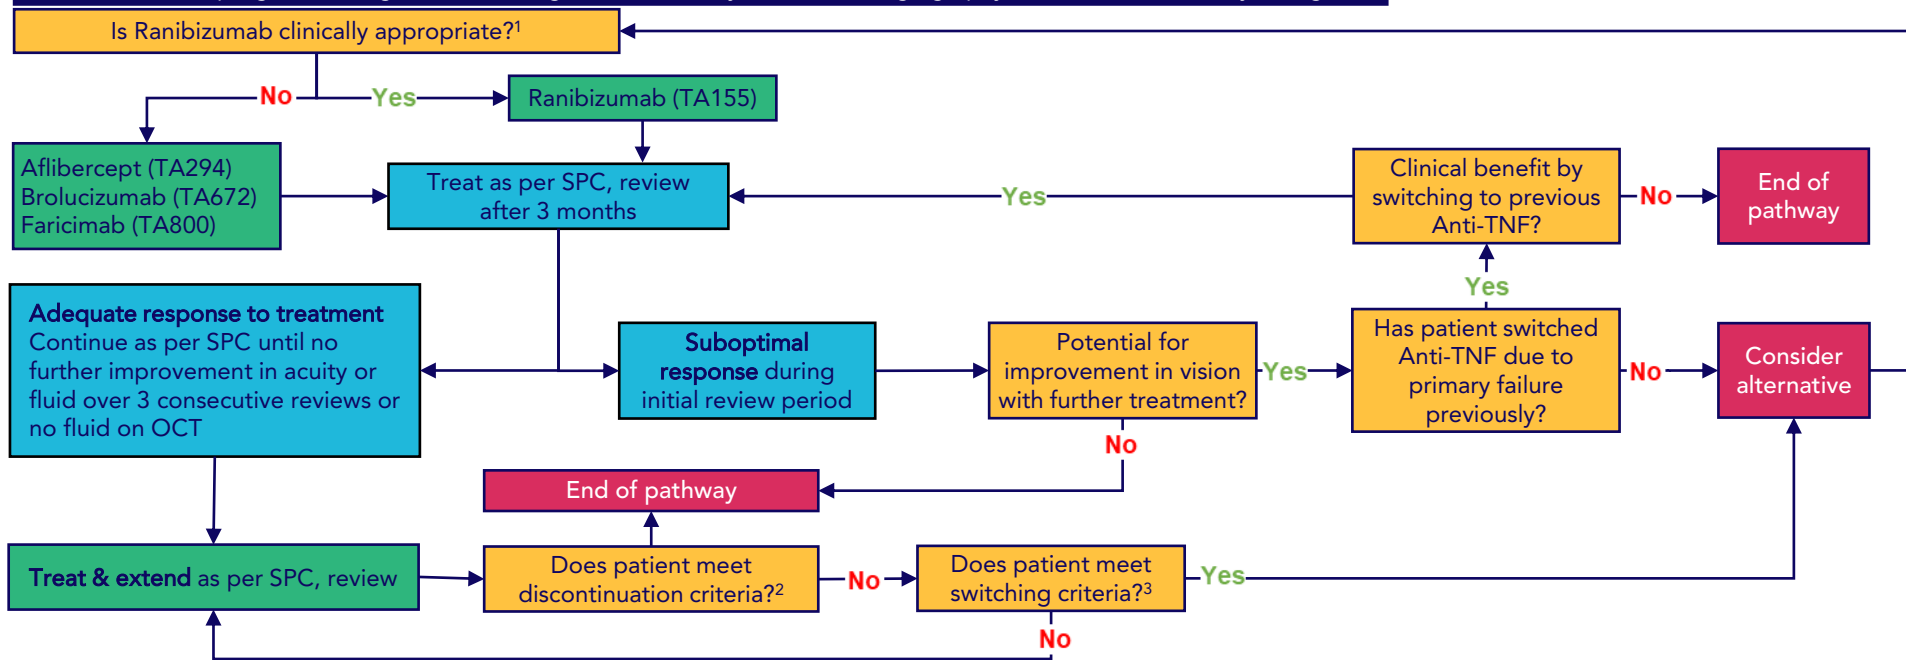 Is Ranibizumab clinically appropriate?¹
No
Yes
Ranibizumab (TA155)
Aflibercept (TA294)
Brolucizumab (TA672)
Faricimab (TA800)
Treat as per SPC, review
after 3 months
Yes
Clinical benefit by
switching to previous
Anti-TNF?
No
End of
pathway
Yes
Adequate response to treatment
Continue as per SPC until no
further improvement in acuity or
fluid over 3 consecutive reviews or
no fluid on OCT
Suboptimal
response during
initial review period
Potential for
improvement in vision
with further treatment?
Yes
Has patient switched
Anti-TNF due to
primary failure
previously?
No
Consider
alternative
No
End of pathway
Treat & extend as per SPC, review
Does patient meet
discontinuation criteria?²
No
Does patient meet
switching criteria?³
Yes
No